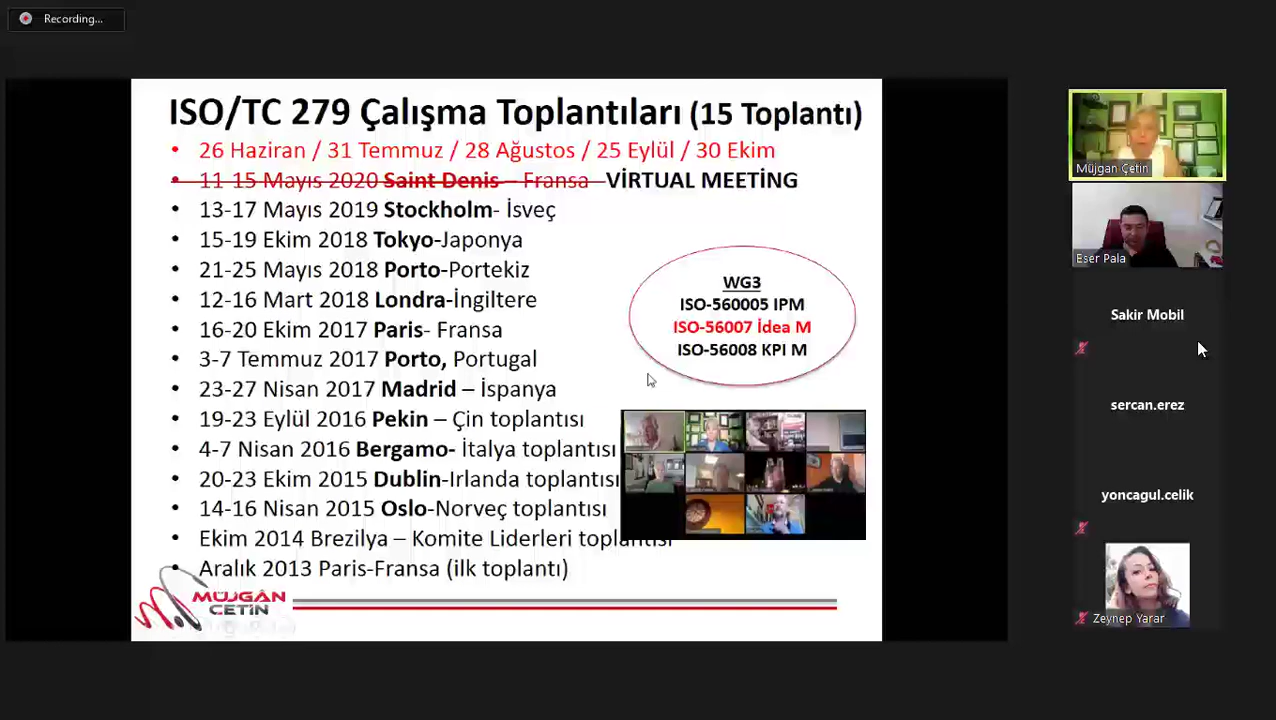 Recording...
ISO/TC 279 Çalışma Toplantıları (15 Toplantı)
• 26 Haziran / 31 Temmuz / 28 Ağustos / 25 Eylül / 30 Ekim
• 11-15 Mayıs 2020 Saint Denis – Fransa VİRTUAL MEETİNG
• 13-17 Mayıs 2019 Stockholm- İsveç
• 15-19 Ekim 2018 Tokyo-Japonya
• 21-25 Mayıs 2018 Porto-Portekiz
• 12-16 Mart 2018 Londra-İngiltere
• 16-20 Ekim 2017 Paris- Fransa
• 3-7 Temmuz 2017 Porto, Portugal
• 23-27 Nisan 2017 Madrid – İspanya
• 19-23 Eylül 2016 Pekin – Çin toplantısı
• 4-7 Nisan 2016 Bergamo- İtalya toplantısı
• 20-23 Ekim 2015 Dublin-Irlanda toplantısı
• 14-16 Nisan 2015 Oslo-Norveç toplantısı
• Ekim 2014 Brezilya – Komite Liderleri toplantısı
• Aralık 2013 Paris-Fransa (ilk toplantı)
WG3
ISO-560005 IPM
ISO-56007 İdea M
ISO-56008 KPI M
MÜJGÂN
ÇETİN
Müjgan Çetin
Eser Pala
Sakir Mobil
sercan.erez
yoncagul.celik
Zeynep Yarar